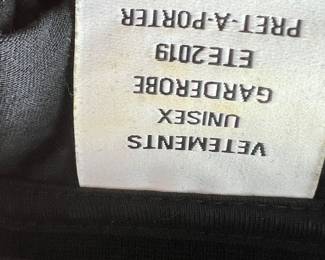 VETEMENTS
UNISEX
GARDEROBE
ETE2019
PRET-A-PORTER